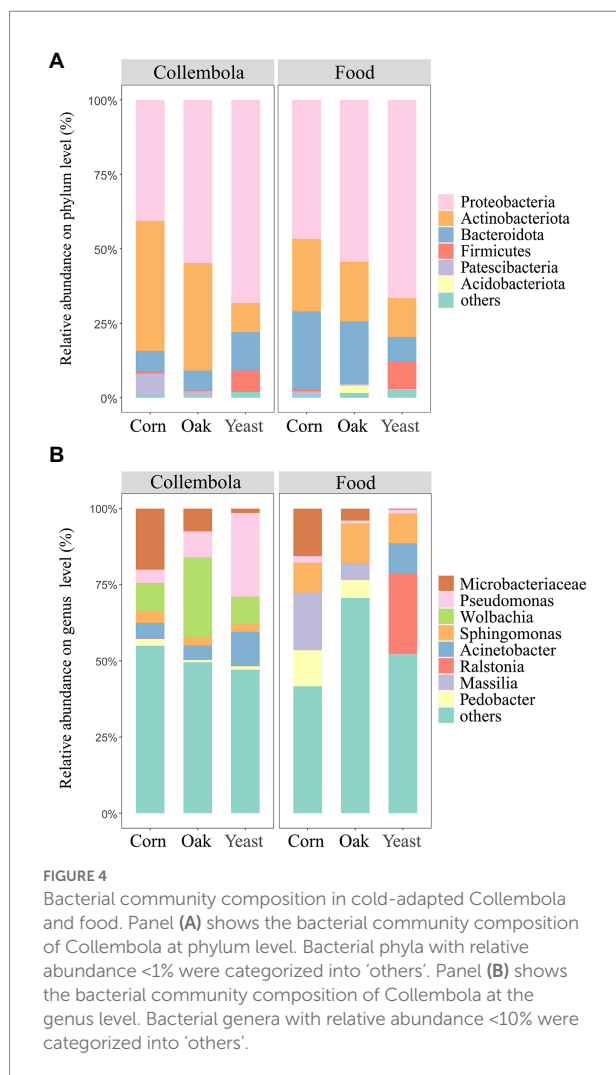 A
Collembola
Food
Relative abundance on phylum level (%)
100%
75%
50%
25%
0%
Corn Oak Yeast
Corn Oak Yeast
Proteobacteria
Actinobacteriota
Bacteroidota
Firmicutes
Patescibacteria
Acidobacteriota
others
B
Collembola
Food
Relative abundance on genus level (%)
100%
75%
50%
25%
0%
Corn Oak Yeast
Corn Oak Yeast
Microbacteriaceae
Pseudomonas
Wolbachia
Sphingomonas
Acinetobacter
Ralstonia
Massilia
Pedobacter
others
FIGURE 4
Bacterial community composition in cold-adapted Collembola
and food. Panel (A) shows the bacterial community composition
of Collembola at phylum level. Bacterial phyla with relative
abundance <1% were categorized into ‘others’. Panel (B) shows
the bacterial community composition of Collembola at the
genus level. Bacterial genera with relative abundance <10% were
categorized into ‘others’.